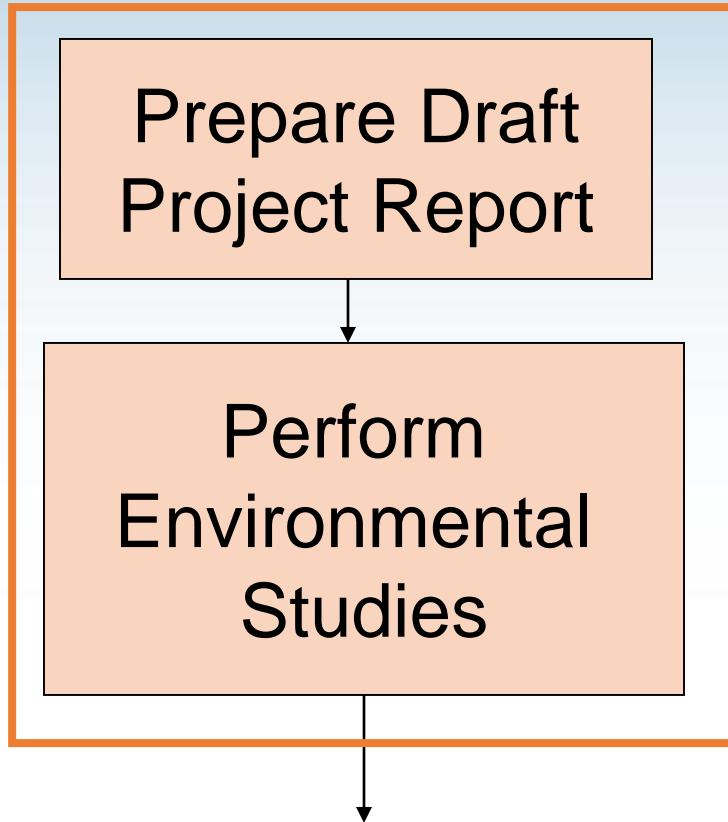 Prepare Draft
Project Report
Perform
Environmental
Studies